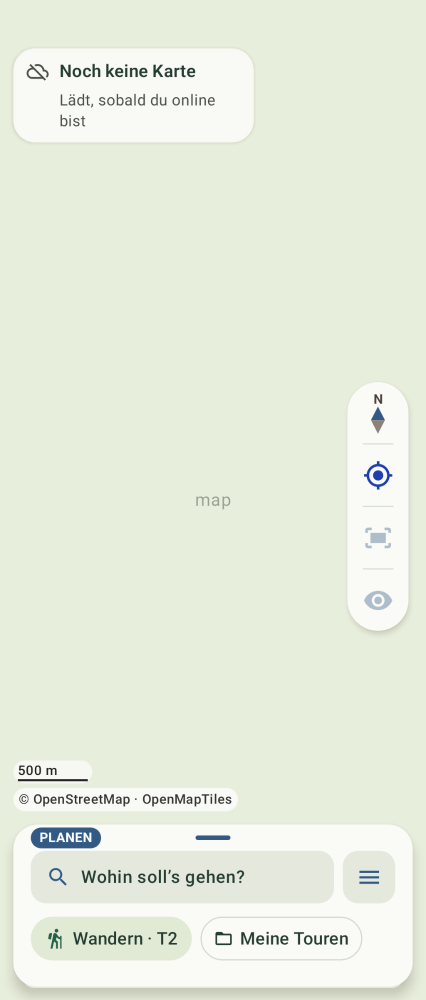 Noch keine Karte
Lädt, sobald du online
bist
N
map
500 m
© OpenStreetMap · OpenMapTiles
PLANEN
Wohin soll’s gehen?
Wandern · T2
Meine Touren